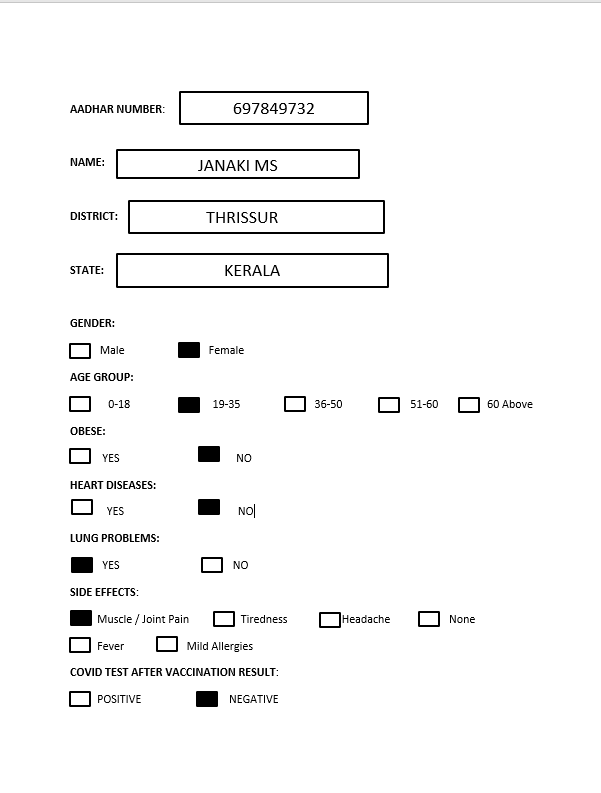 AADHAR NUMBER: 697849732
NAME: JANAKI MS
DISTRICT: THRISSUR
STATE: KERALA
GENDER:
Male Female
AGE GROUP:
0-18 19-35 36-50 51-60 60 Above
OBESE:
YES NO
HEART DISEASES:
YES NO
LUNG PROBLEMS:
YES NO
SIDE EFFECTS:
Muscle / Joint Pain Tiredness Headache None
Fever Mild Allergies
COVID TEST AFTER VACCINATION RESULT:
POSITIVE NEGATIVE